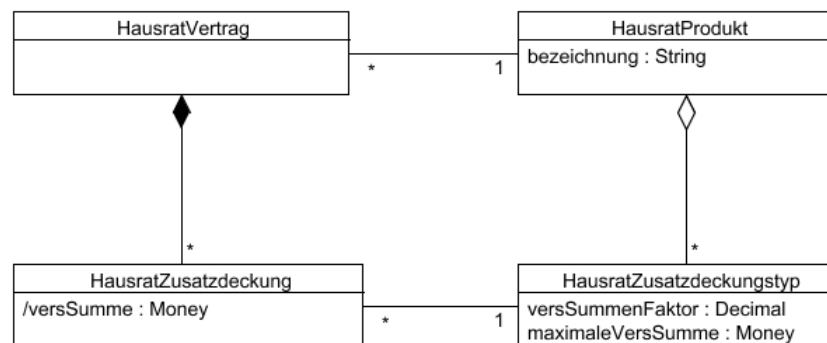 HausratVertrag
HausratProdukt
bezeichnung : String
* 1
*
*
HausratZusatzdeckung
/versSumme : Money
HausratZusatzdeckungstyp
versSummenFaktor : Decimal
maximaleVersSumme : Money
* 1